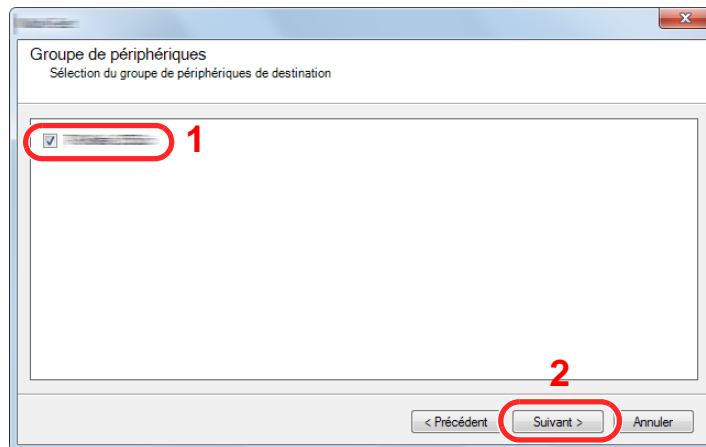 Groupe de périphériques
Sélection du groupe de périphériques de destination
1
2
< Précédent
Suivant >
Annuler